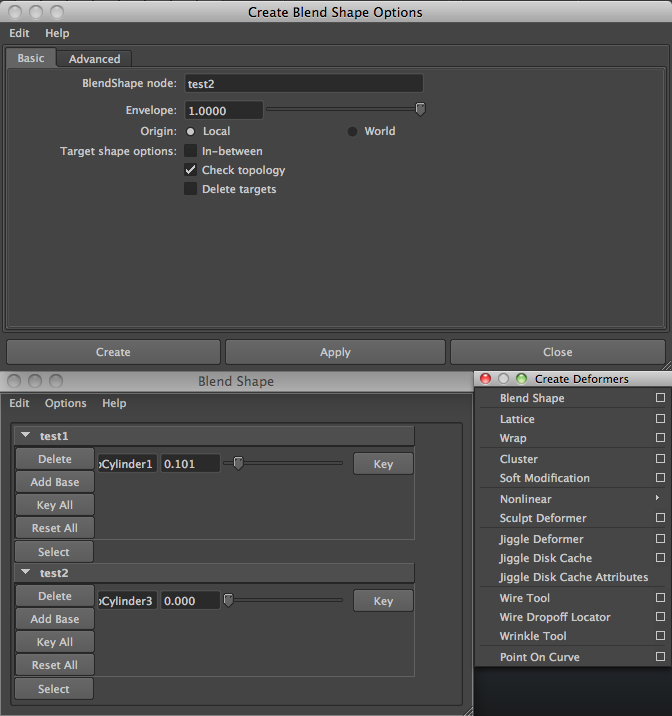 Create Blend Shape Options
Edit Help
Basic Advanced
BlendShape node: test2
Envelope: 1.0000
Origin: Local World
Target shape options: In-between
Check topology
Delete targets
Create Apply Close
Blend Shape
Edit Options Help
test1
Delete pCylinder1 0.101 Key
Add Base
Key All
Reset All
Select
test2
Delete pCylinder3 0.000 Key
Add Base
Key All
Reset All
Select
Create Deformers
Blend Shape
Lattice
Wrap
Cluster
Soft Modification
Nonlinear
Sculpt Deformer
Jiggle Deformer
Jiggle Disk Cache
Jiggle Disk Cache Attributes
Wire Tool
Wire Dropoff Locator
Wrinkle Tool
Point On Curve